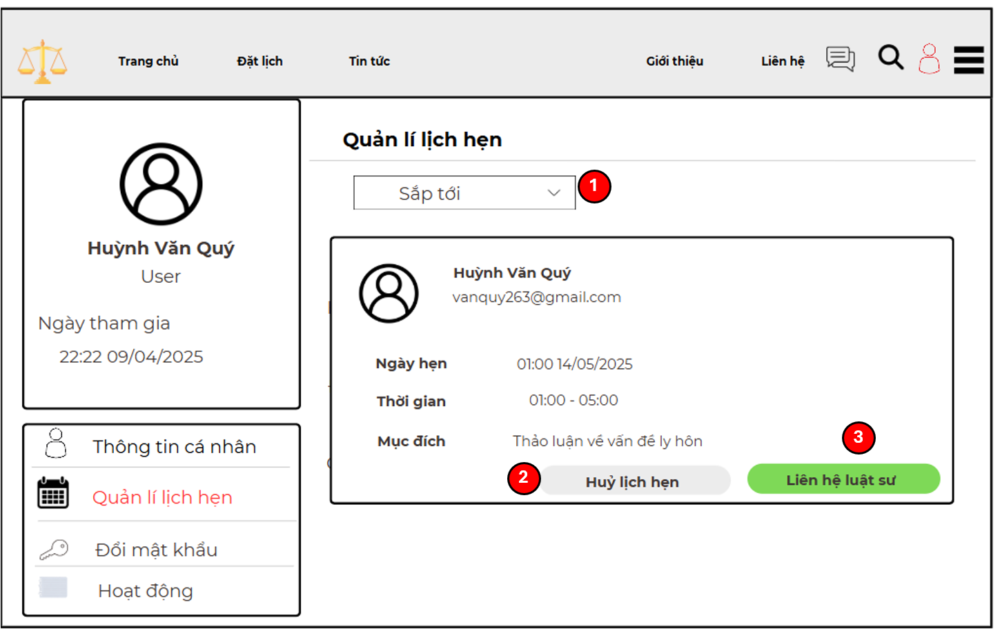 Trang chủ
Đặt lịch
Tin tức
Giới thiệu
Liên hệ
Huỳnh Văn Quý
User
Ngày tham gia
22:22 09/04/2025
Thông tin cá nhân
Quản lí lịch hẹn
Đổi mật khẩu
Hoạt động
Quản lí lịch hẹn
Sắp tới
1
Huỳnh Văn Quý
vanquy263@gmail.com
Ngày hẹn 01:00 14/05/2025
Thời gian 01:00 - 05:00
Mục đích Thảo luận về vấn đề ly hôn
2
Huỷ lịch hẹn
3
Liên hệ luật sư